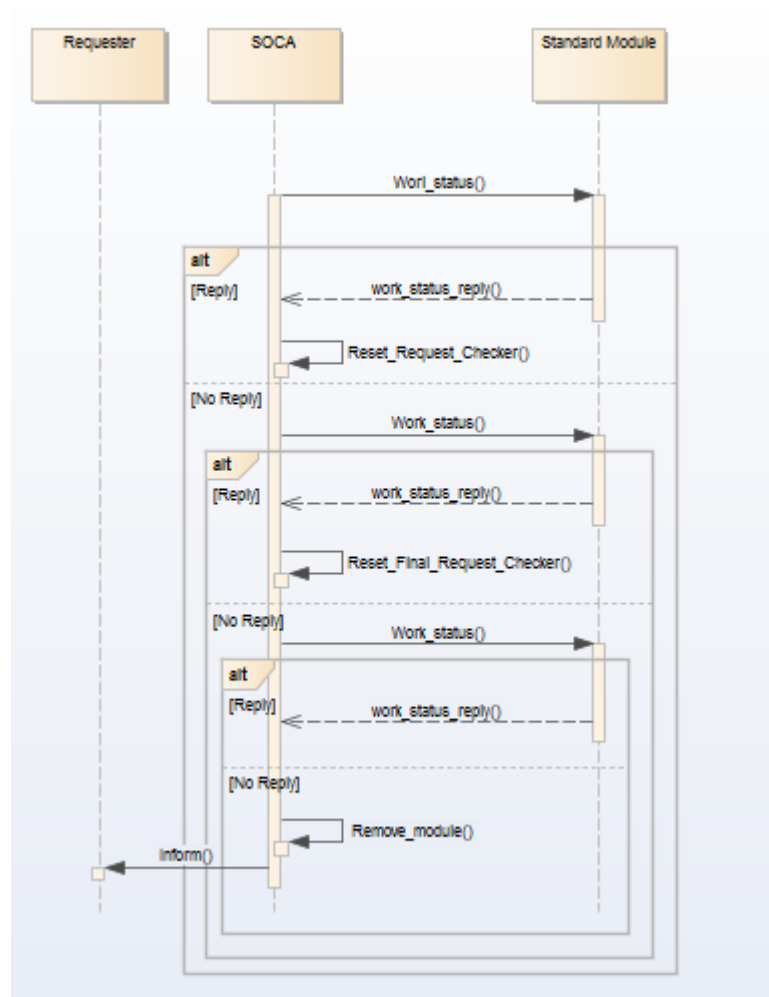 Requester
SOCA
Standard Module
Worl_status()
alt
[Reply]
work_status_reply()
Reset_Request_Checker()
[No Reply]
Work_status()
alt
[Reply]
work_status_reply()
Reset_Final_Request_Checker()
[No Reply]
Work_status()
alt
[Reply]
work_status_reply()
[No Reply]
Remove_module()
Inform()